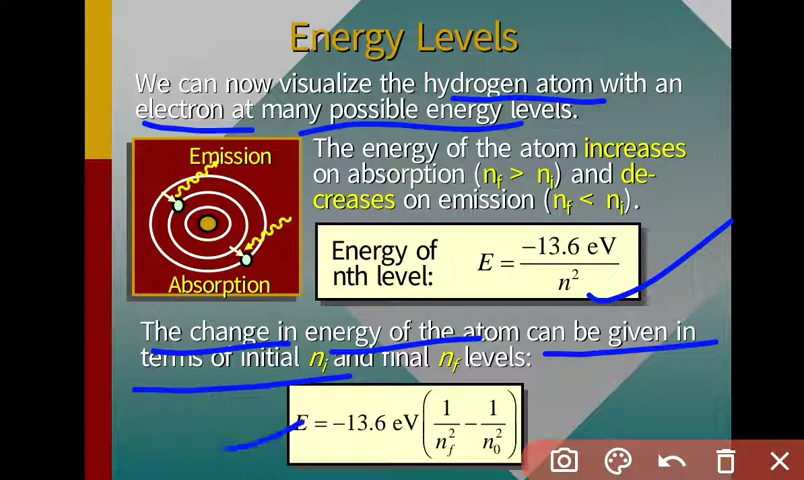 Energy Levels
We can now visualize the hydrogen atom with an
electron at many possible energy levels.
Emission
Absorption
The energy of the atom increases
on absorption (nf > ni) and de-
creases on emission (nf < ni).
Energy of
nth level:
E = −13.6 eV / n²
The change in energy of the atom can be given in
terms of initial ni and final nf levels:
E = −13.6 eV (1/nf² − 1/n0²)